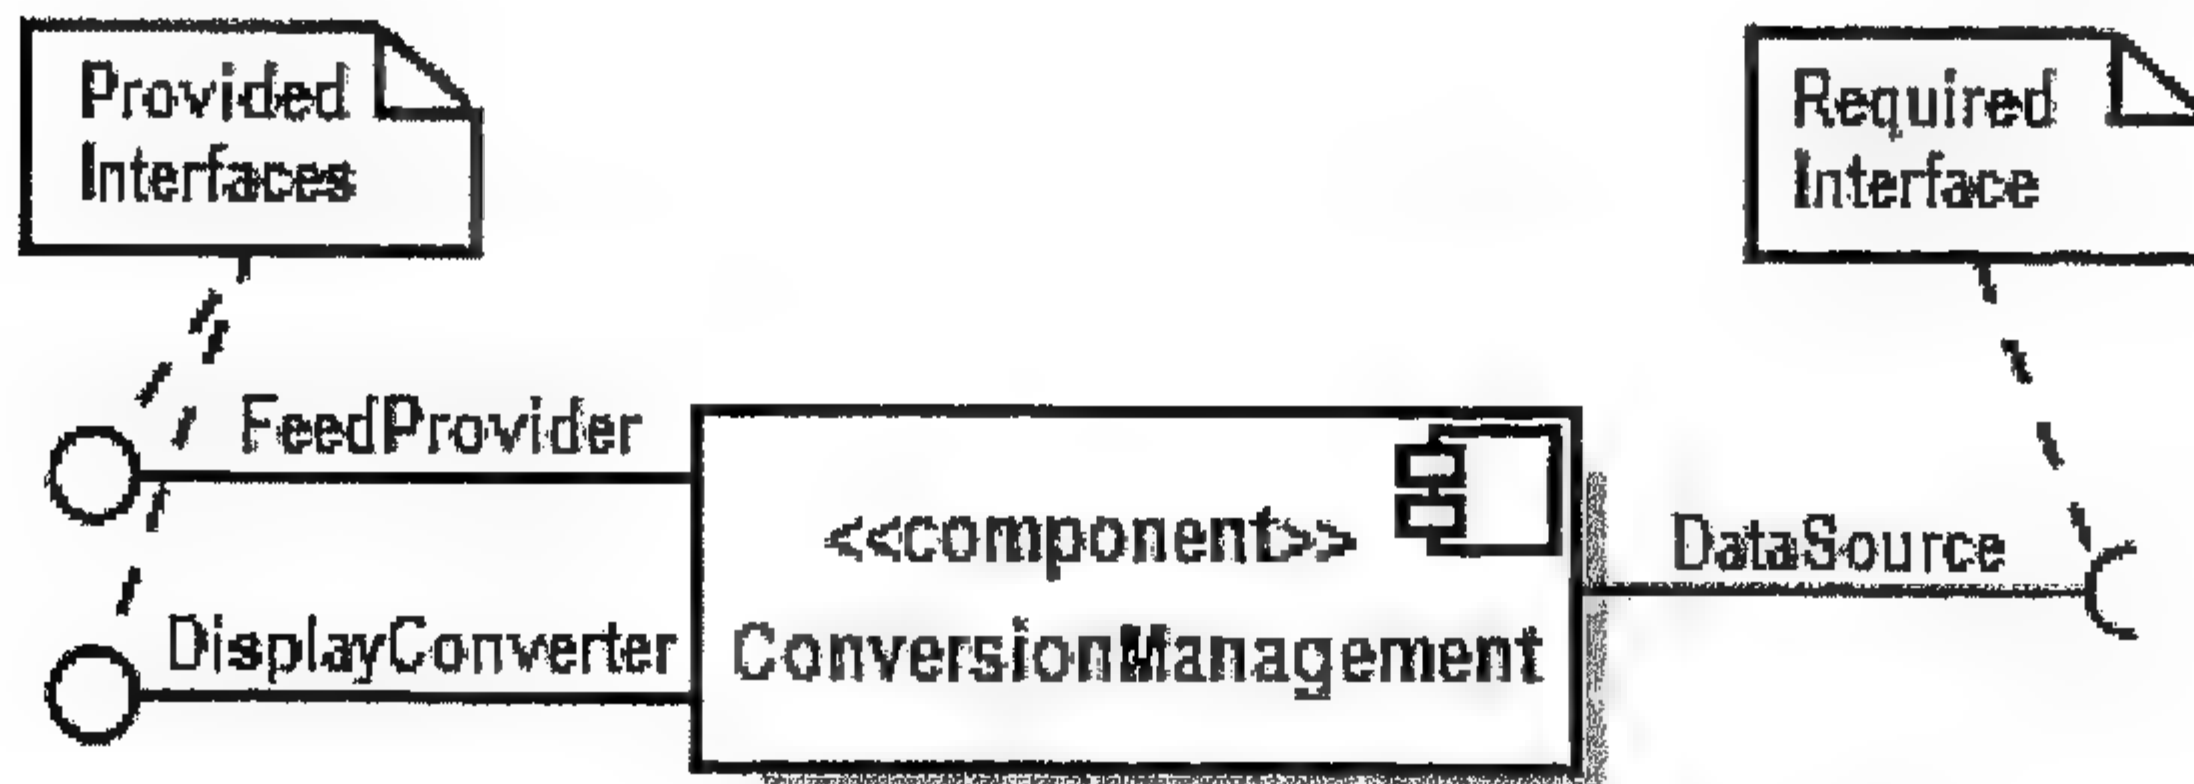 Provided
Interfaces
Required
Interface
FeedProvider
<<component>>
DataSource
DisplayConverter
ConversionManagement